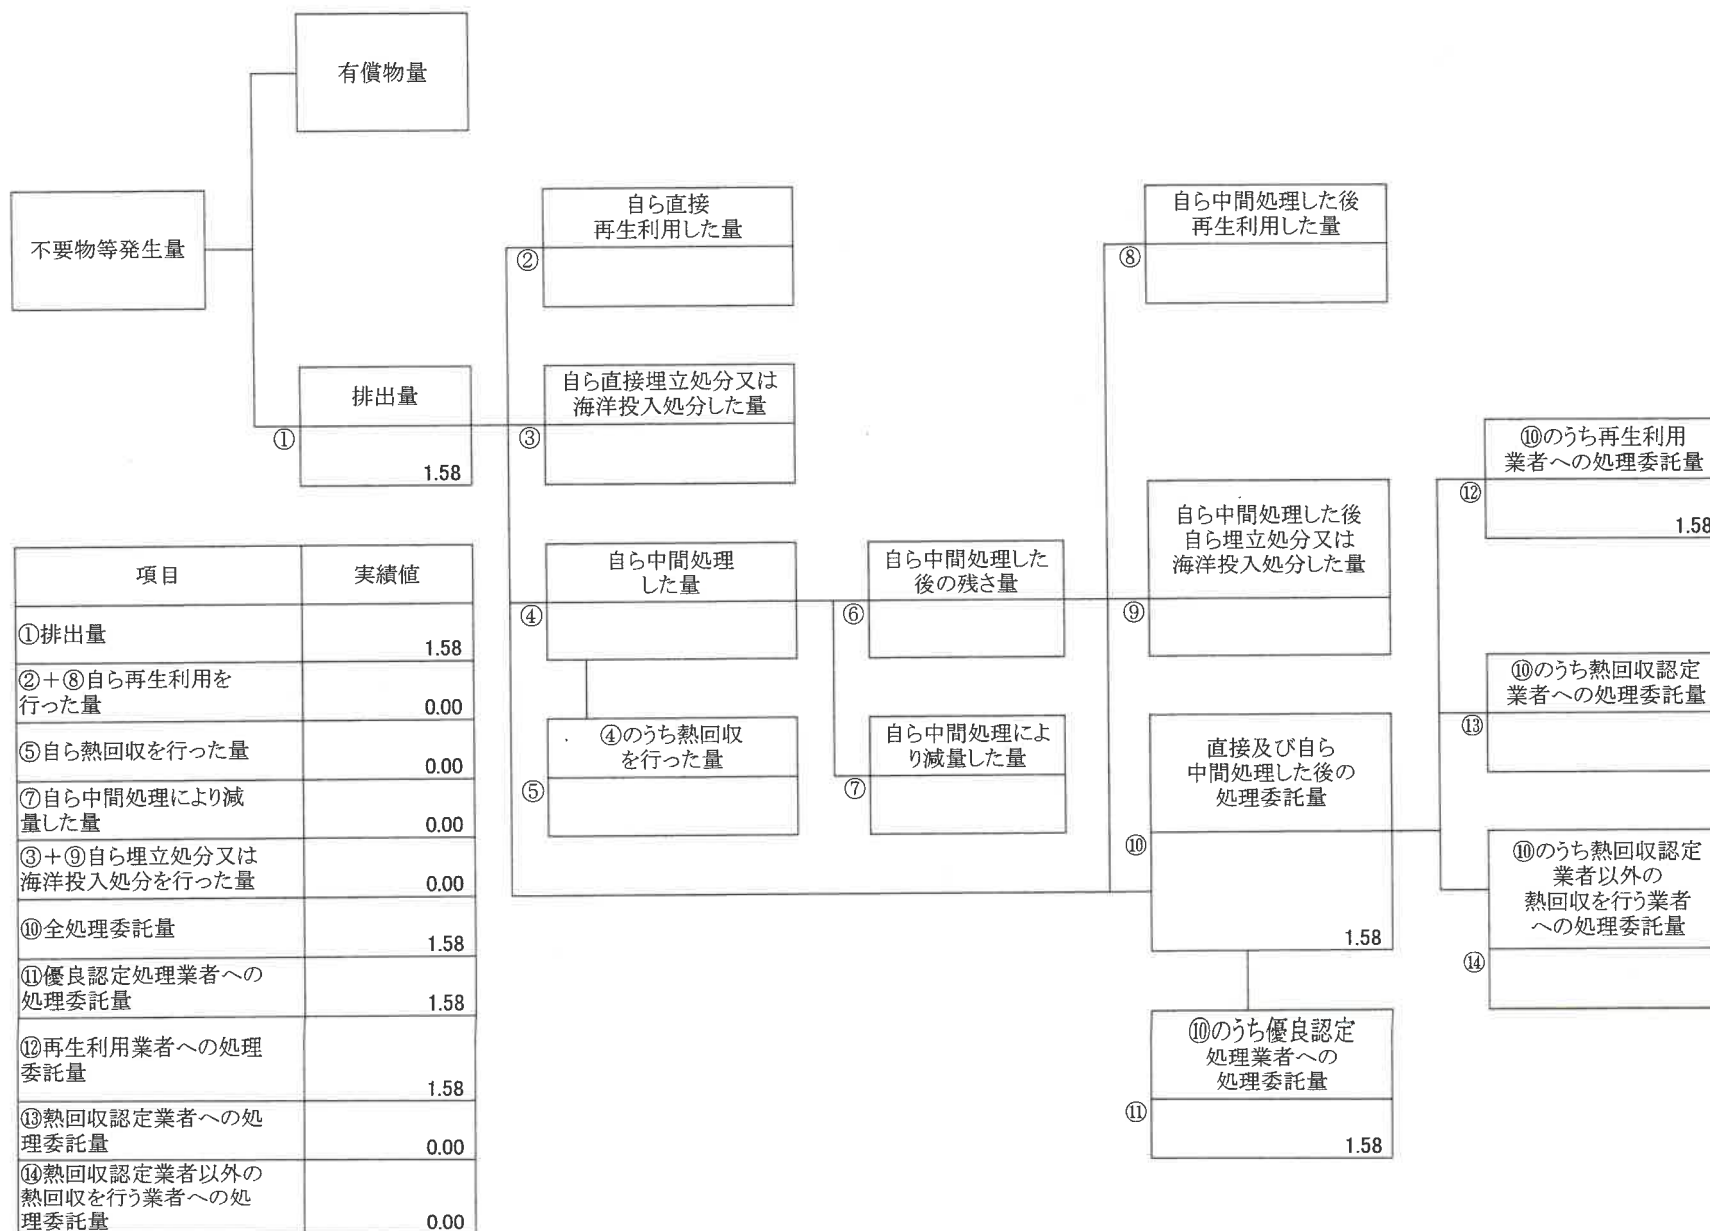 有償物量
不要物等発生量
排出量
①
1.58
自ら直接
再生利用した量
②
自ら直接埋立処分又は
海洋投入処分した量
③
自ら中間処理
した量
④
④のうち熱回収
を行った量
⑤
自ら中間処理した
後の残さ量
⑥
自ら中間処理によ
り減量した量
⑦
自ら中間処理した後
再生利用した量
⑧
自ら中間処理した後
自ら埋立処分又は
海洋投入処分した量
⑨
直接及び自ら
中間処理した後の
処理委託量
⑩
1.58
⑩のうち優良認定
処理業者への
処理委託量
⑪
1.58
⑩のうち再生利用
業者への処理委託量
⑫
1.58
⑩のうち熱回収認定
業者への処理委託量
⑬
⑩のうち熱回収認定
業者以外の
熱回収を行う業者
への処理委託量
⑭
項目 実績値
①排出量
1.58
②+⑧自ら再生利用を
行った量
0.00
⑤自ら熱回収を行った量
0.00
⑦自ら中間処理により減
量した量
0.00
③+⑨自ら埋立処分又は
海洋投入処分を行った量
0.00
⑩全処理委託量
1.58
⑪優良認定処理業者への
処理委託量
1.58
⑫再生利用業者への処理
委託量
1.58
⑬熱回収認定業者への処
理委託量
0.00
⑭熱回収認定業者以外の
熱回収を行う業者への処
理委託量
0.00